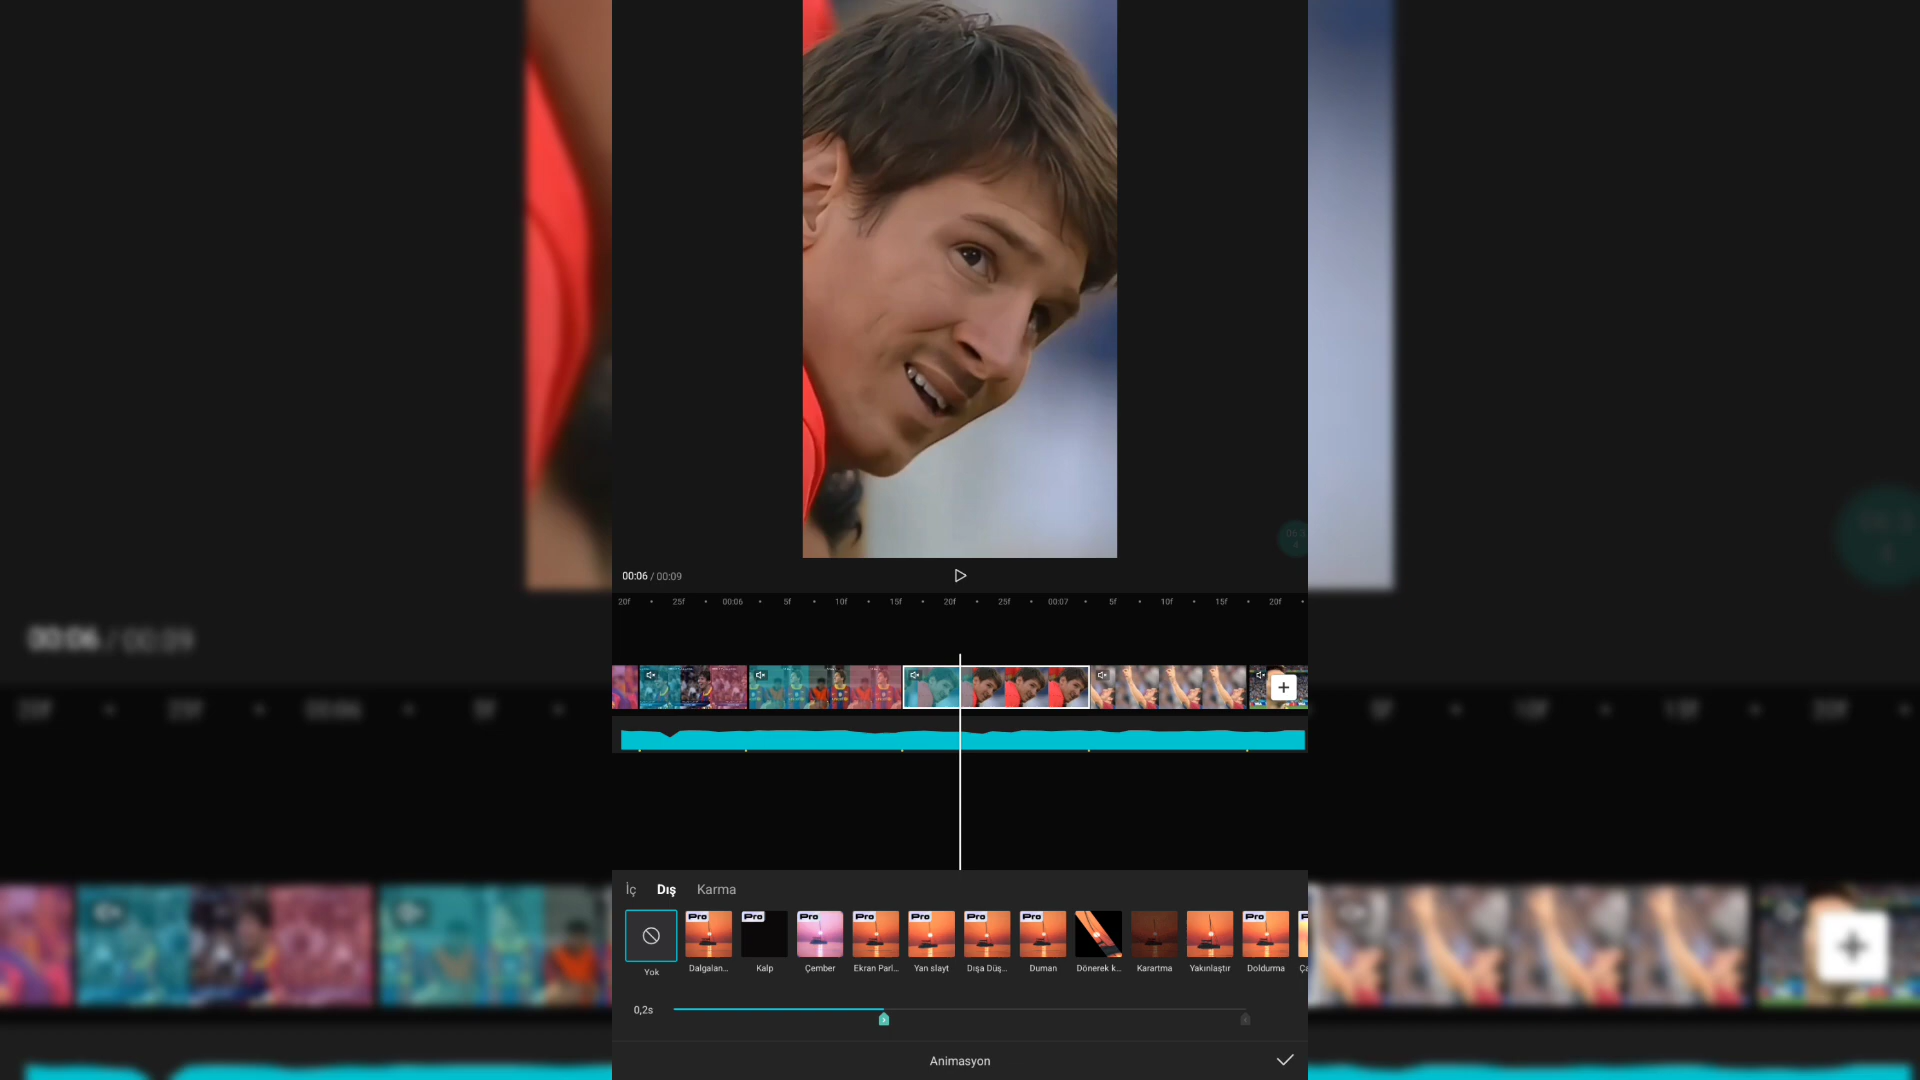 00:06 / 00:09
20f 25f 00:06 5f 10f 15f 20f 25f 00:07 5f 10f 15f 20f
İç Dış Karma
Pro Pro Pro Pro Pro Pro Pro Pro
Yok Dalgalan... Kalp Çember Ekran Parl... Yan slayt Dışa Düş... Duman Dönerek k... Karartma Yakınlaştır Doldurma
0,2s
Animasyon